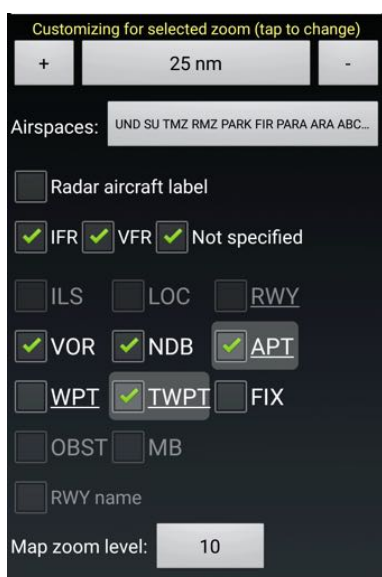 Customizing for selected zoom (tap to change)
+ 25 nm -
Airspaces: UND SU TMZ RMZ PARK FIR PARA ARA ABC...
Radar aircraft label
IFR VFR Not specified
ILS LOC RWY
VOR NDB APT
WPT TWPT FIX
OBST MB
RWY name
Map zoom level: 10